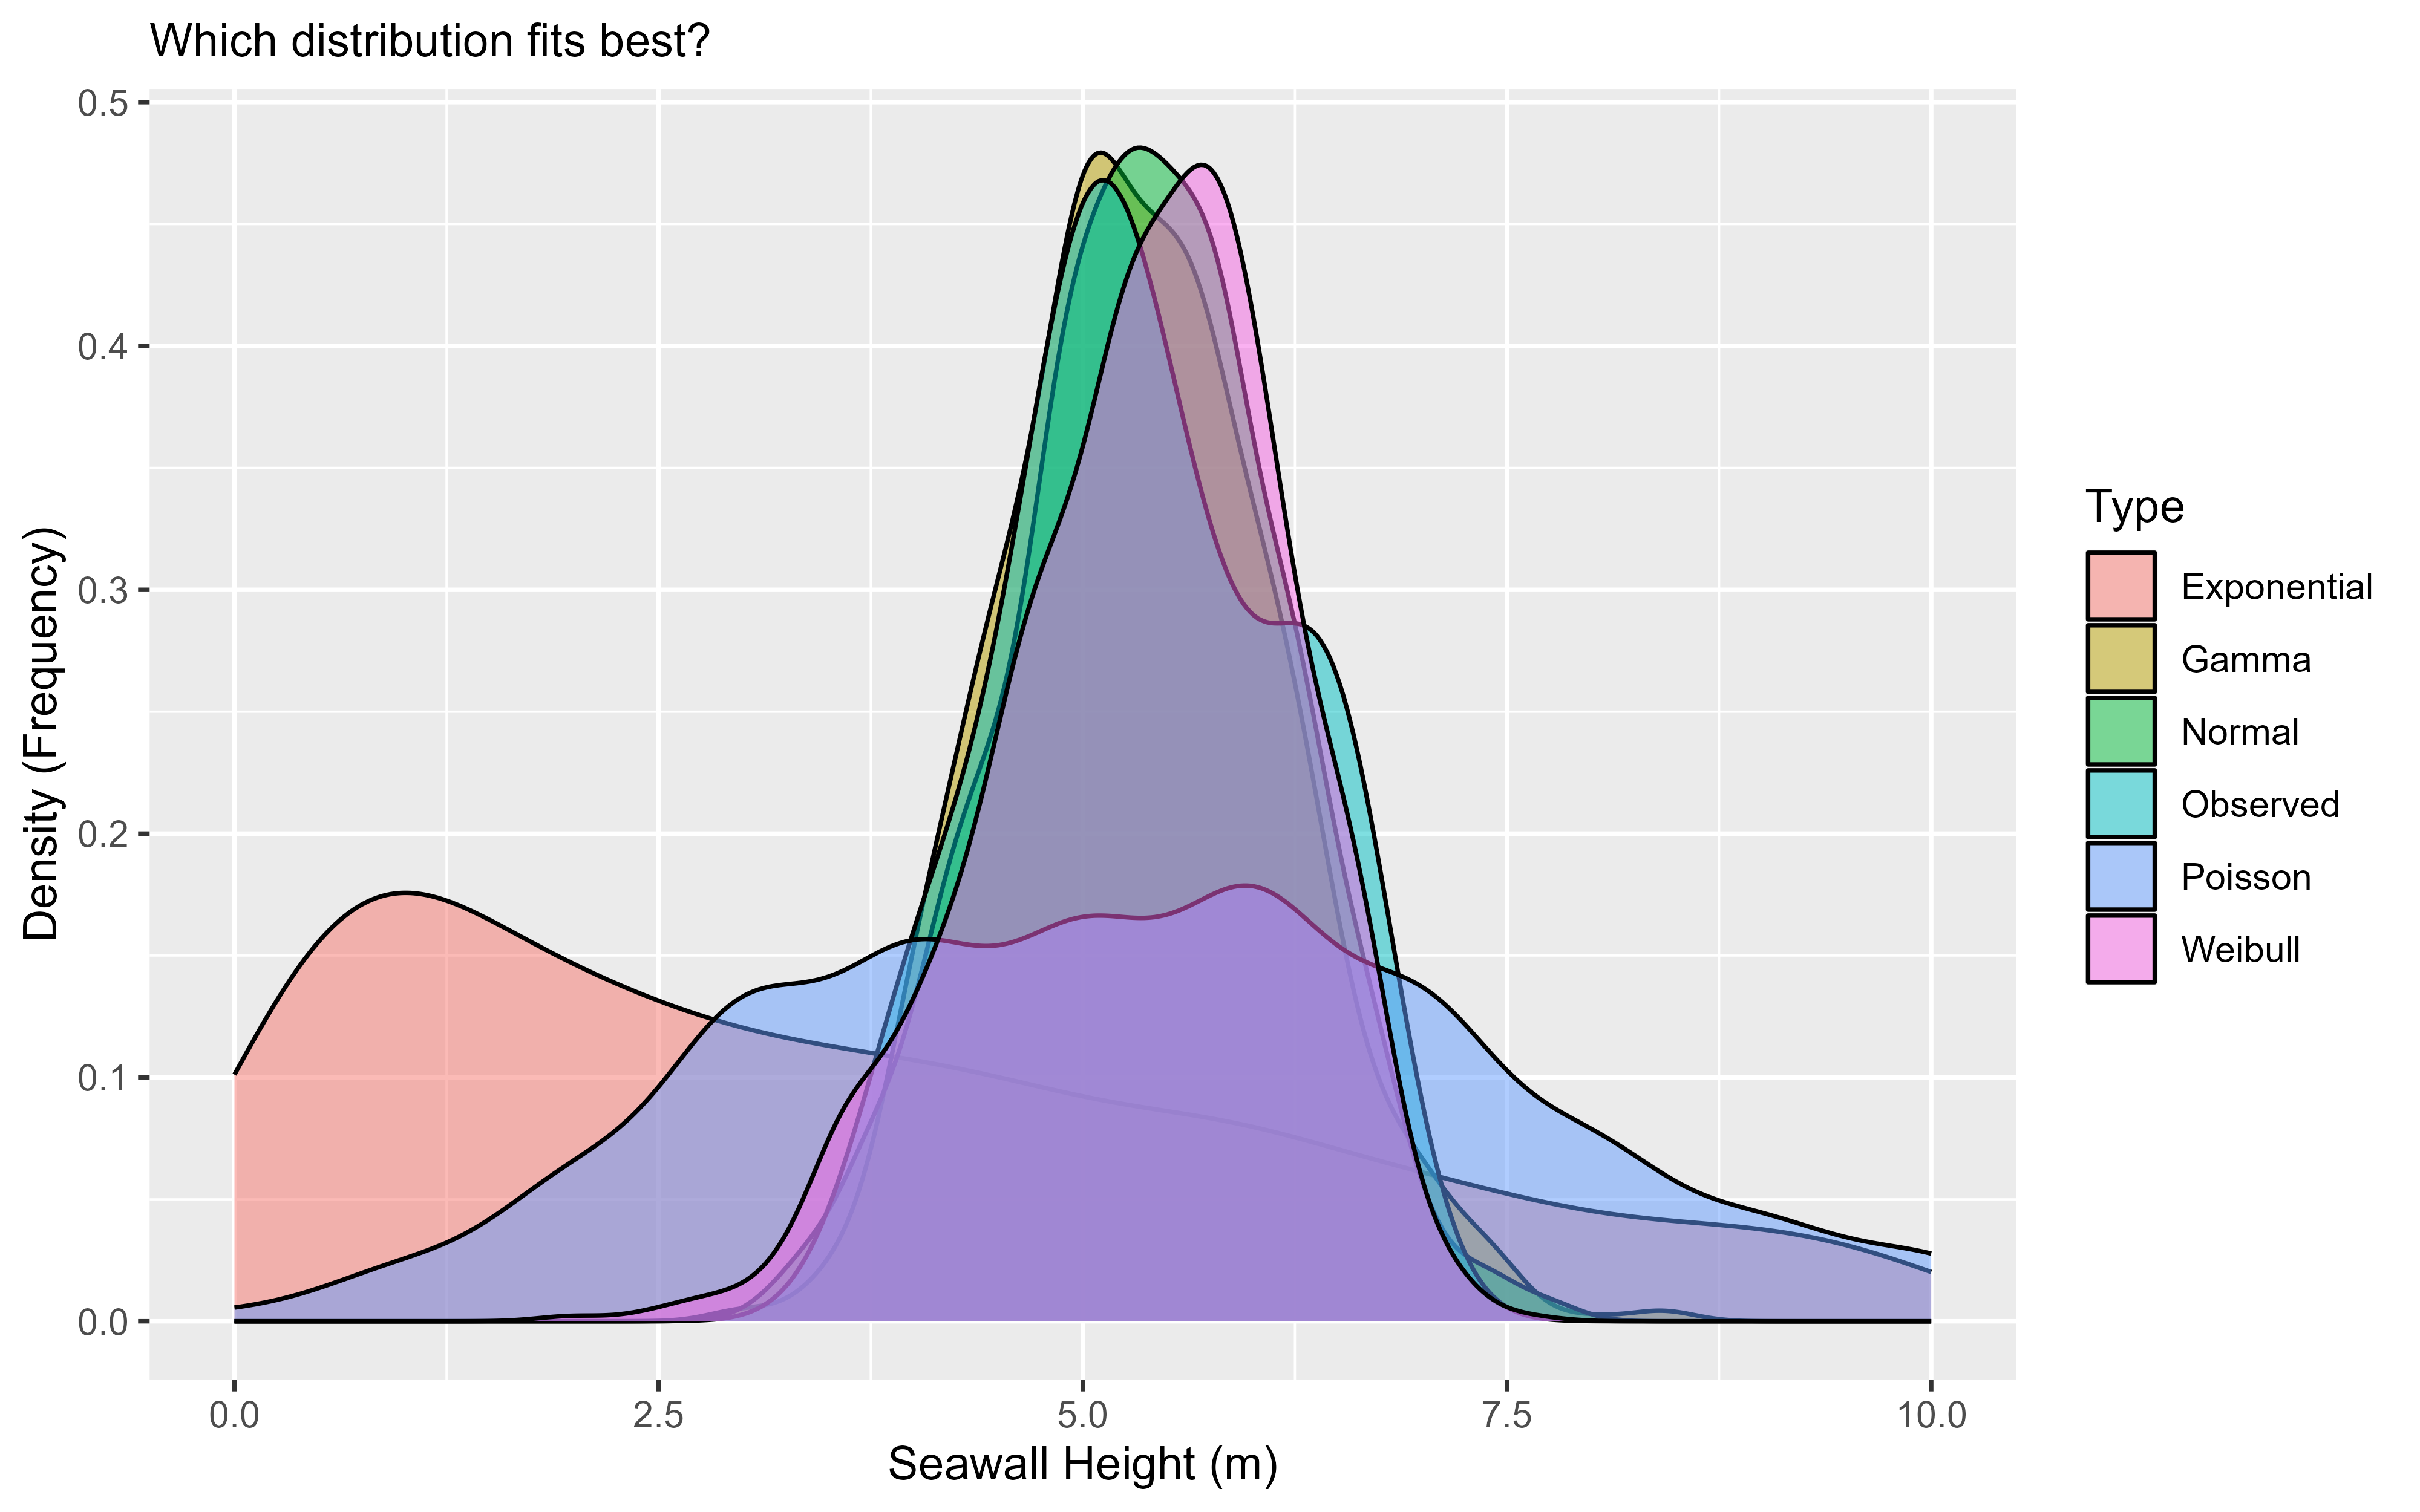 Which distribution fits best?
0.5
0.4
0.3
0.2
0.1
0.0
Density (Frequency)
0.0 2.5 5.0 7.5 10.0
Seawall Height (m)
Type
Exponential
Gamma
Normal
Observed
Poisson
Weibull